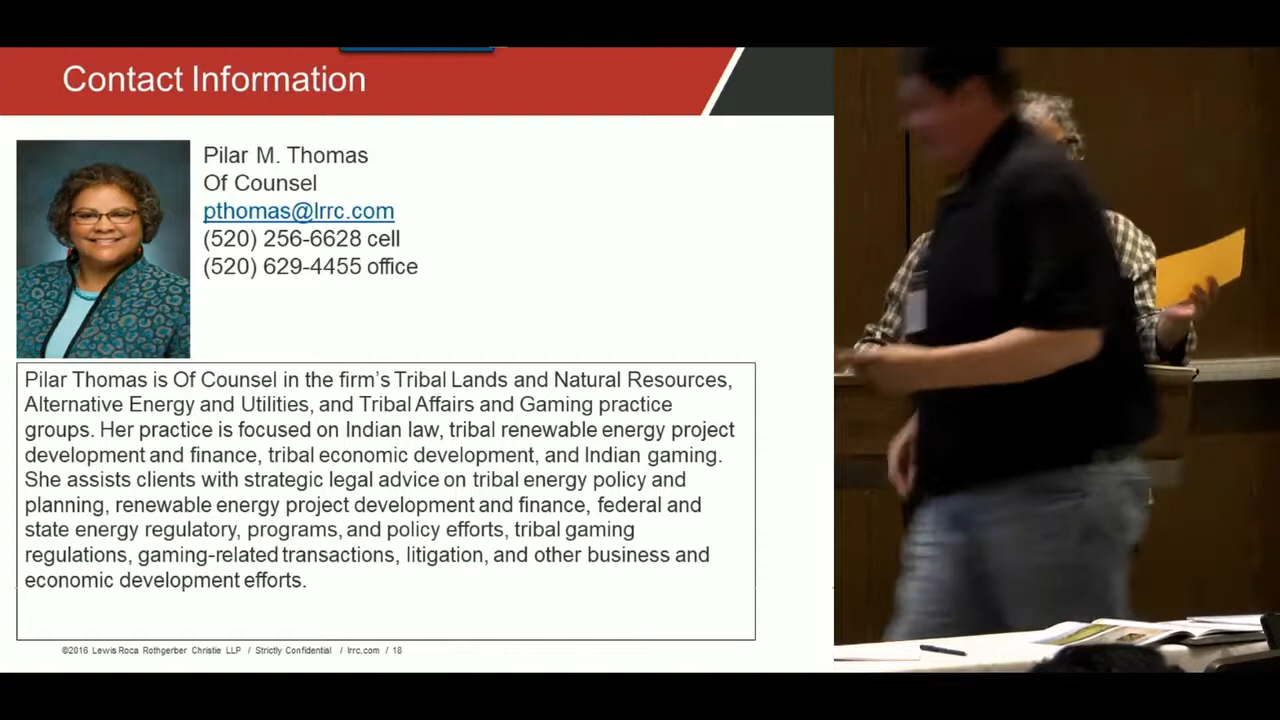 Contact Information
Pilar M. Thomas
Of Counsel
pthomas@lrrc.com
(520) 256-6628 cell
(520) 629-4455 office
Pilar Thomas is Of Counsel in the firm’s Tribal Lands and Natural Resources,
Alternative Energy and Utilities, and Tribal Affairs and Gaming practice
groups. Her practice is focused on Indian law, tribal renewable energy project
development and finance, tribal economic development, and Indian gaming.
She assists clients with strategic legal advice on tribal energy policy and
planning, renewable energy project development and finance, federal and
state energy regulatory, programs, and policy efforts, tribal gaming
regulations, gaming-related transactions, litigation, and other business and
economic development efforts.
©2016 Lewis Roca Rothgerber Christie LLP / Strictly Confidential / lrrc.com / 18